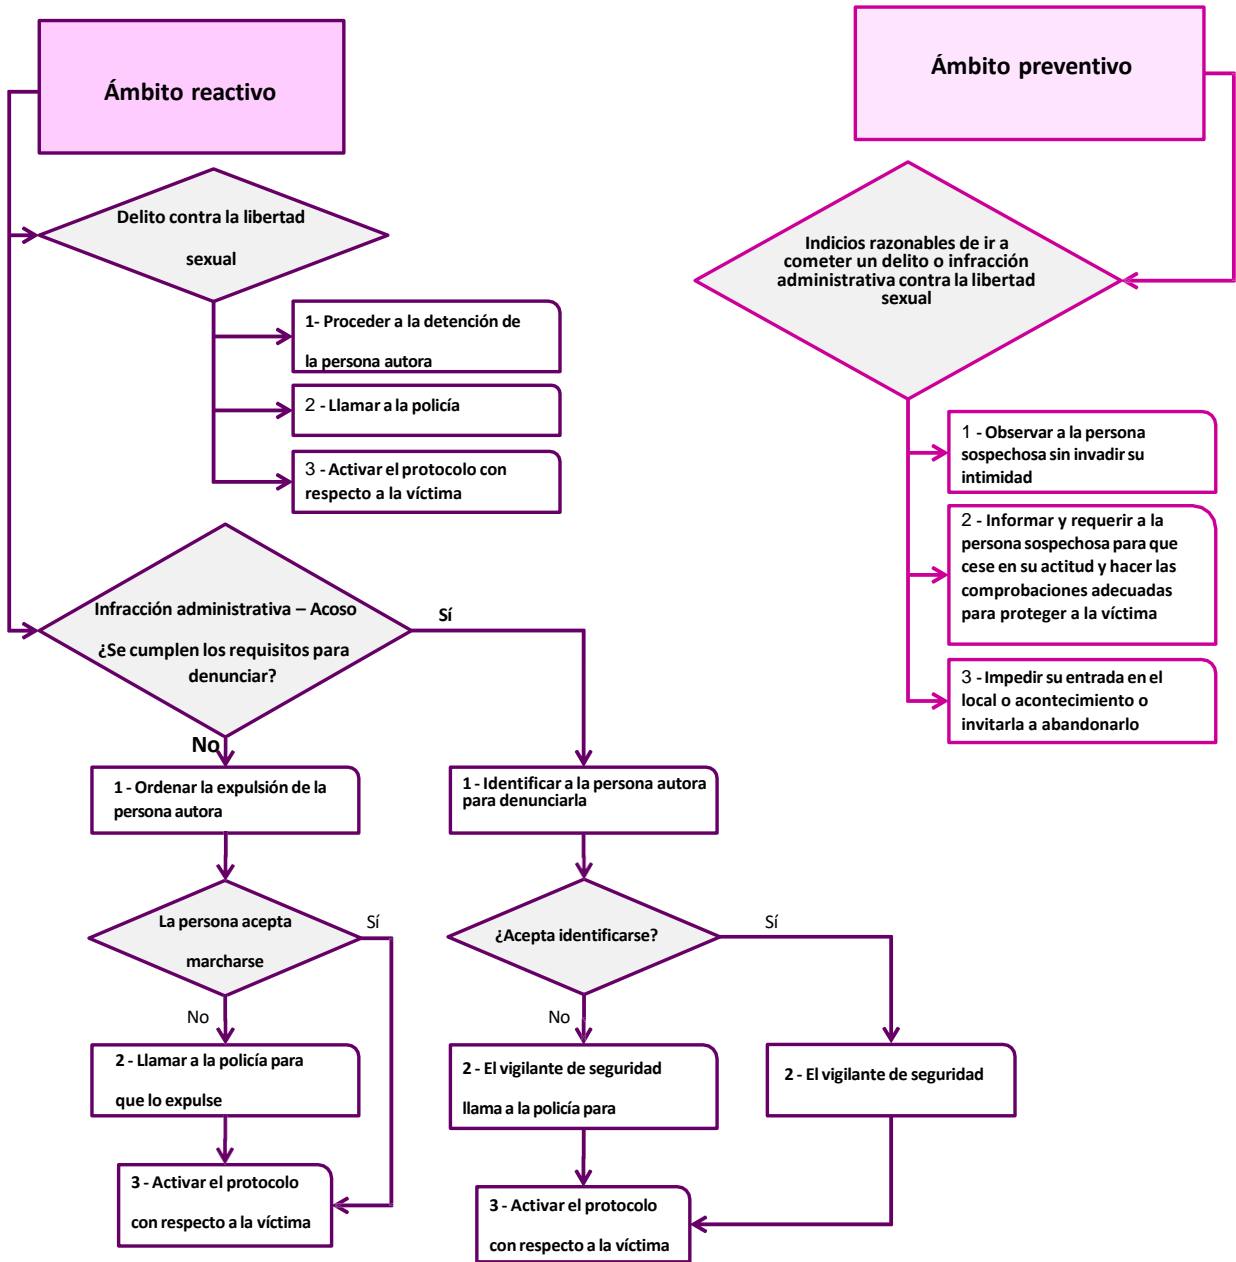 Ámbito reactivo
Delito contra la libertad
sexual
1- Proceder a la detención de
la persona autora
2 - Llamar a la policía
3 - Activar el protocolo con
respecto a la víctima
Infracción administrativa – Acoso
¿Se cumplen los requisitos para
denunciar?
Sí
No
1 - Ordenar la expulsión de la
persona autora
La persona acepta
marcharse
Sí
No
2 - Llamar a la policía para
que lo expulse
3 - Activar el protocolo
con respecto a la víctima
1 - Identificar a la persona autora
para denunciarla
¿Acepta identificarse?
Sí
No
2 - El vigilante de seguridad
llama a la policía para
2 - El vigilante de seguridad
3 - Activar el protocolo
con respecto a la víctima
Ámbito preventivo
Indicios razonables de ir a
cometer un delito o infracción
administrativa contra la libertad
sexual
1 - Observar a la persona
sospechosa sin invadir su
intimidad
2 - Informar y requerir a la
persona sospechosa para que
cese en su actitud y hacer las
comprobaciones adecuadas
para proteger a la víctima
3 - Impedir su entrada en el
local o acontecimiento o
invitarla a abandonarlo